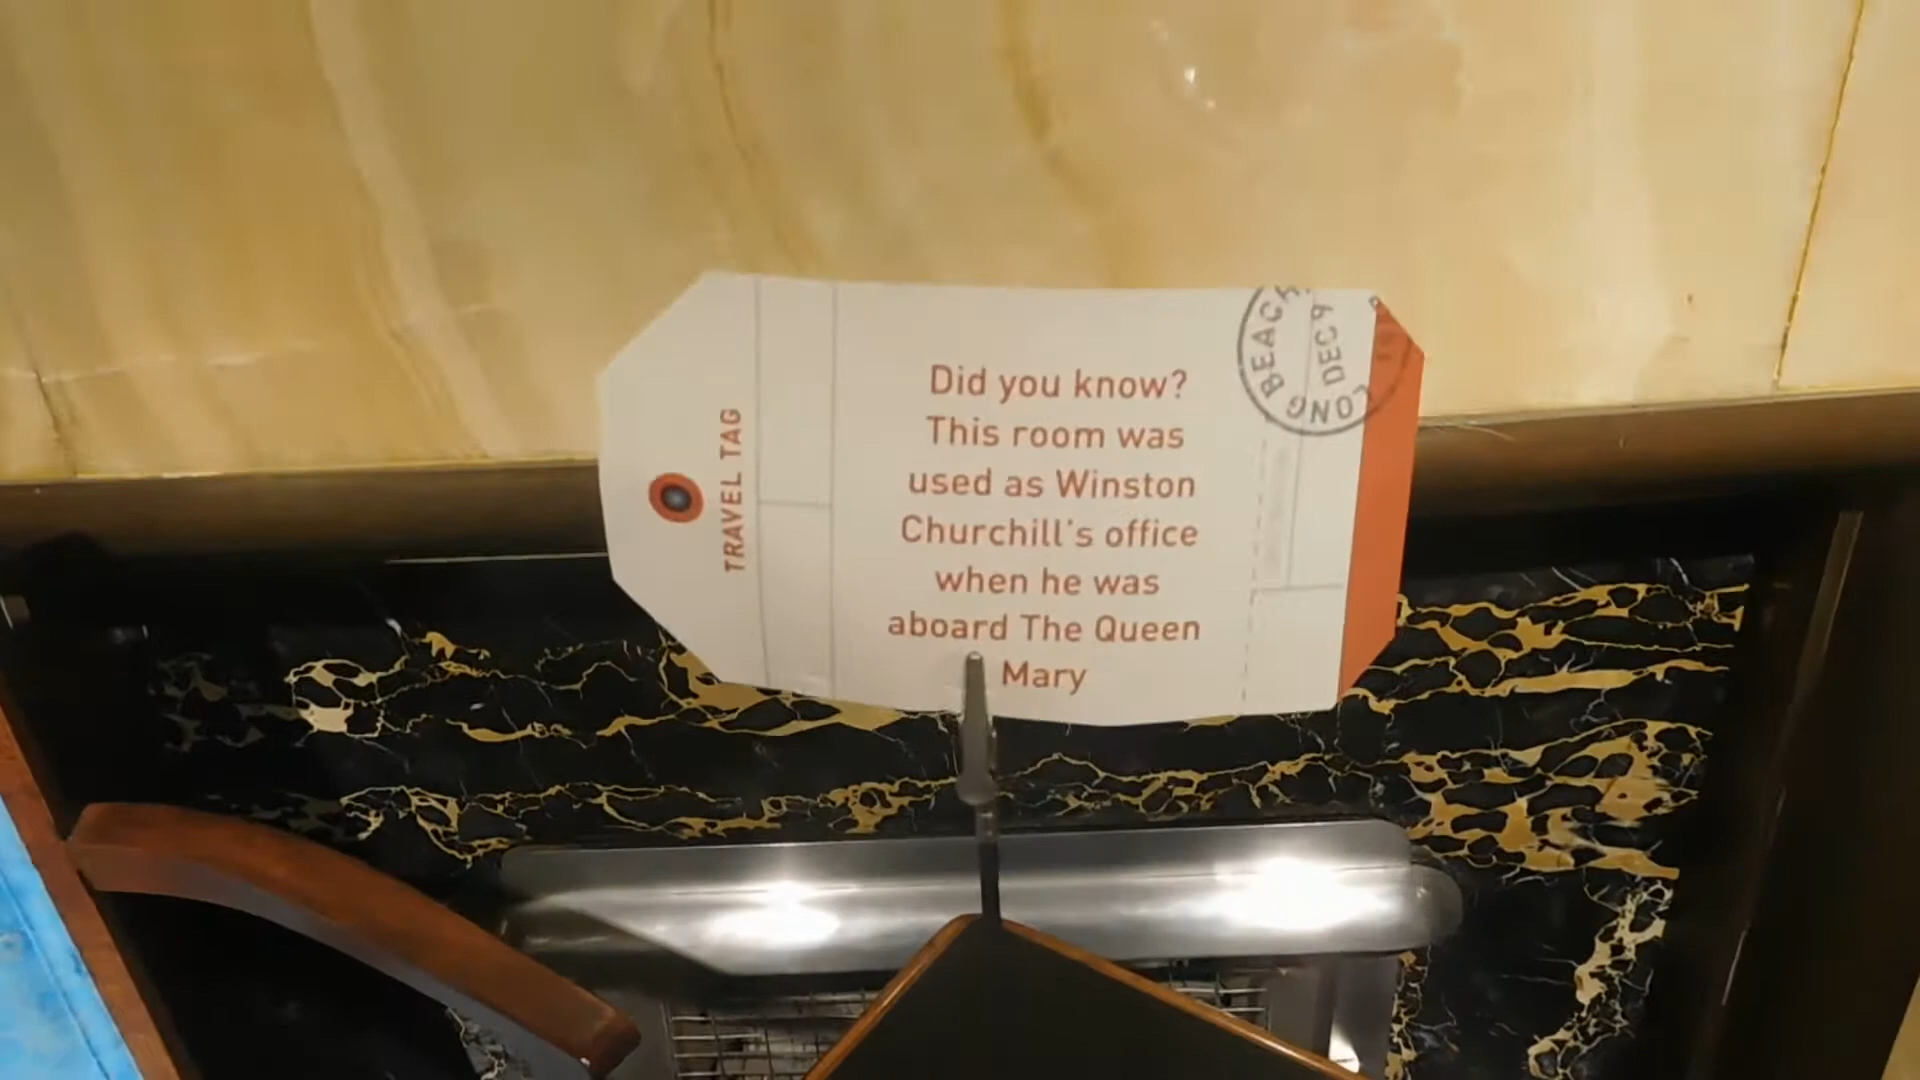 TRAVEL TAG
Did you know?
This room was
used as Winston
Churchill's office
when he was
aboard The Queen
Mary
LONG BEACH
DEC 9